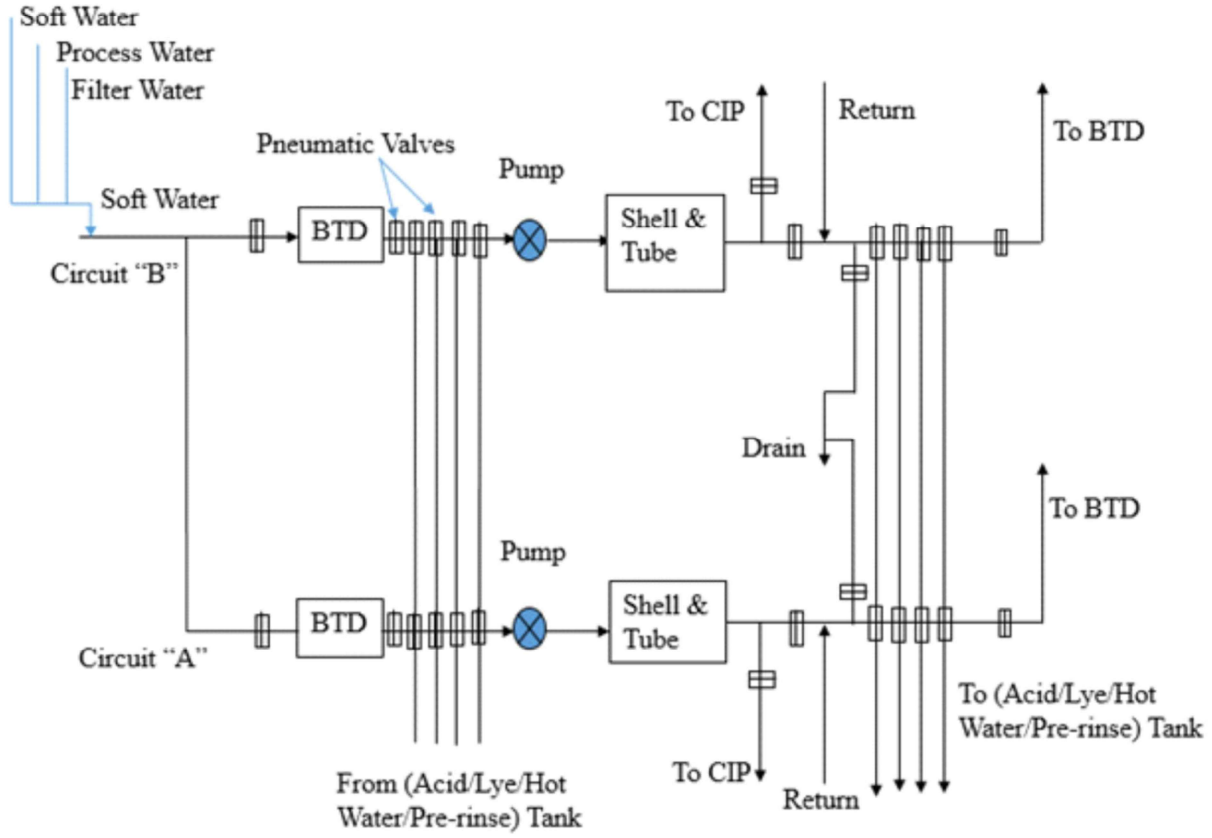 Soft Water
Process Water
Filter Water
Pneumatic Valves
Pump
To CIP
Return
To BTD
Soft Water
BTD
Shell &
Tube
Circuit “B”
Drain
To BTD
Pump
BTD
Shell &
Tube
Circuit “A”
To (Acid/Lye/Hot
Water/Pre-rinse) Tank
To CIP
Return
From (Acid/Lye/Hot
Water/Pre-rinse) Tank